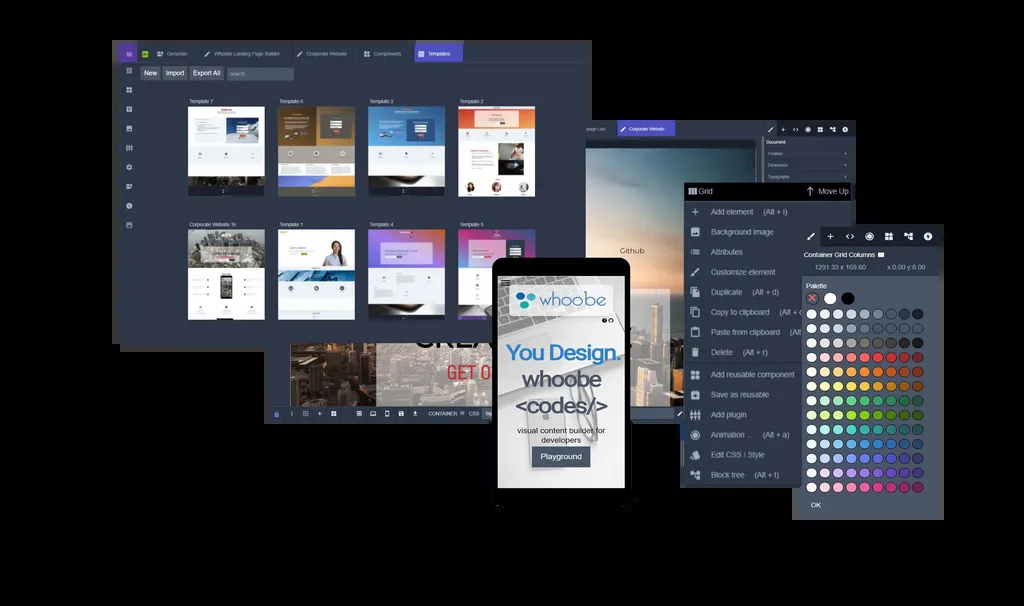 Generate
Whoobe Landing Page Builder
Corporate Website
Components
Templates
New
Import
Export All
search
Template 7
Template 6
Template 3
Template 2
Corporate Website
Template 1
Template 4
Template 5
Corporate Website
Document
Position
Dimension
Typography
Github
GET O
CONTAINER
CSS
Grid
Move Up
Add element (Alt + i)
Background image
Attributes
Customize element
Duplicate (Alt + d)
Copy to clipboard (Alt +
Paste from clipboard (Alt
Delete (Alt + r)
Add reusable component
Save as reusable
Add plugin
Animation ... (Alt + a)
Edit CSS / Style
Block tree (Alt + t)
Container Grid Columns
1291.33 x 169.60 x:0.00 y:8.00
Palette
OK
whoobe
You Design.
whoobe
<codes/>
visual content builder for
developers
Playground